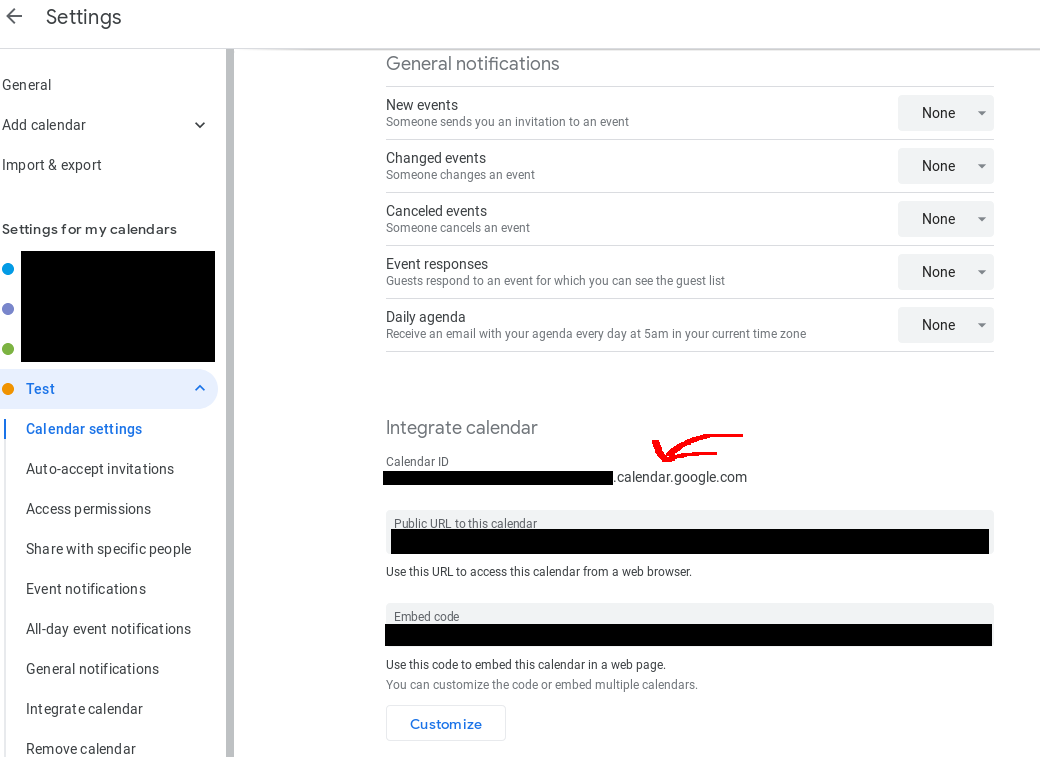 Settings
General
Add calendar
Import & export
Settings for my calendars
Test
Calendar settings
Auto-accept invitations
Access permissions
Share with specific people
Event notifications
All-day event notifications
General notifications
Integrate calendar
Remove calendar
General notifications
New events
None
Someone sends you an invitation to an event
Changed events
None
Someone changes an event
Canceled events
None
Someone cancels an event
Event responses
None
Guests respond to an event for which you can see the guest list
Daily agenda
None
Receive an email with your agenda every day at 5am in your current time zone
Integrate calendar
Calendar ID
.calendar.google.com
Public URL to this calendar
Use this URL to access this calendar from a web browser.
Embed code
Use this code to embed this calendar in a web page.
You can customize the code or embed multiple calendars.
Customize